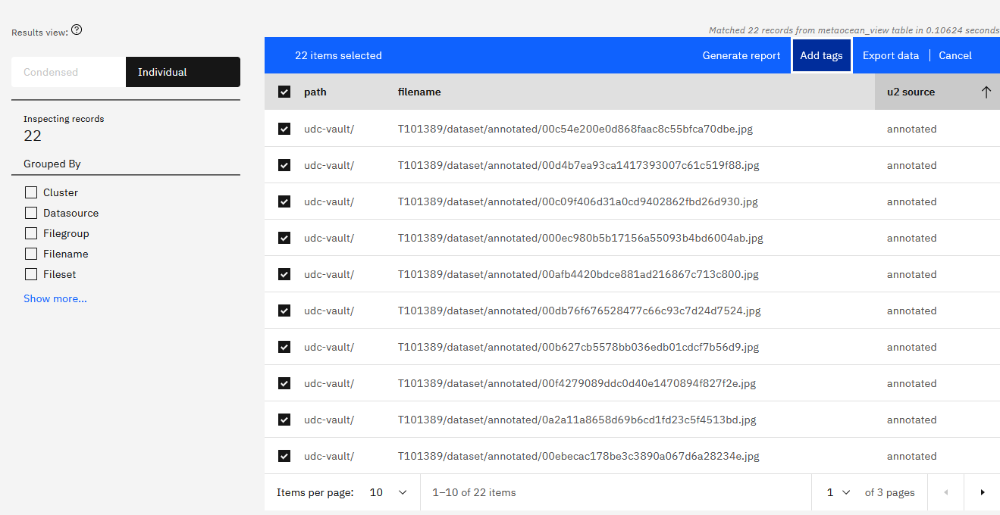 Results view:
Matched 22 records from metaocean_view table in 0.10624 seconds
Condensed Individual
22 items selected Generate report Add tags Export data Cancel
Inspecting records
22
Grouped By
Cluster
Datasource
Filegroup
Filename
Fileset
Show more...
path filename u2 source
udc-vault/ T101389/dataset/annotated/00c54e200e0d868faac8c55bfca70dbe.jpg annotated
udc-vault/ T101389/dataset/annotated/00d4b7ea93ca1417393007c61c519f88.jpg annotated
udc-vault/ T101389/dataset/annotated/00c09f406d31a0cd9402862fbd26d930.jpg annotated
udc-vault/ T101389/dataset/annotated/000ec980b5b17156a55093b4bd6004ab.jpg annotated
udc-vault/ T101389/dataset/annotated/00afb4420bdce881ad216867c713c800.jpg annotated
udc-vault/ T101389/dataset/annotated/00db76f676528477c66c93c7d24d7524.jpg annotated
udc-vault/ T101389/dataset/annotated/00b627cb5578bb036edb01cdcf7b56d9.jpg annotated
udc-vault/ T101389/dataset/annotated/00f4279089ddc0d40e1470894f827f2e.jpg annotated
udc-vault/ T101389/dataset/annotated/0a2a11a8658d69b6cd1fd23c5f4513bd.jpg annotated
udc-vault/ T101389/dataset/annotated/00ebecac178be3c3890a067d6a28234e.jpg annotated
Items per page: 10 1–10 of 22 items 1 of 3 pages